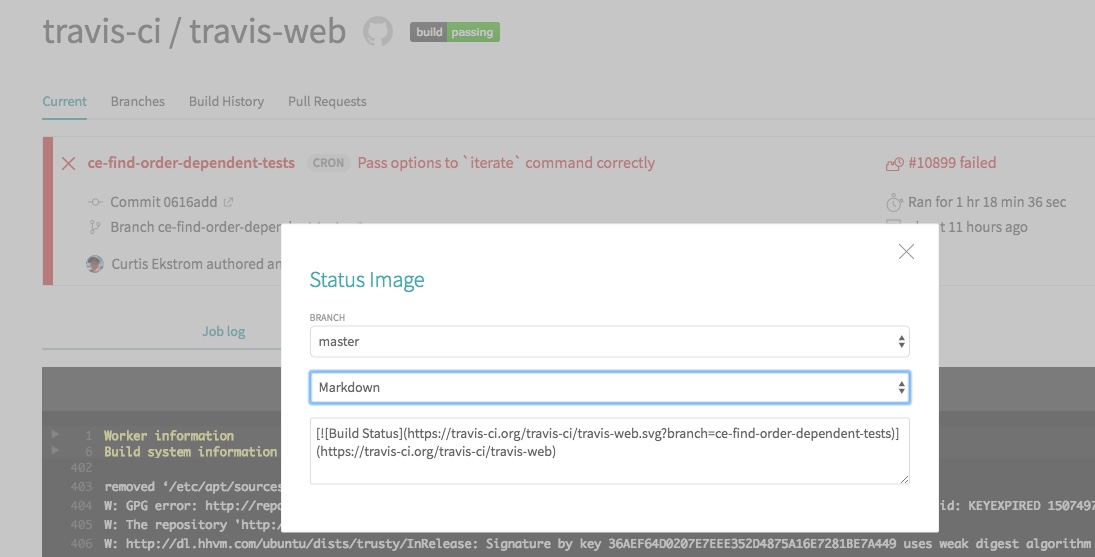 travis-ci / travis-web build passing
Current Branches Build History Pull Requests
ce-find-order-dependent-tests CRON Pass options to `iterate` command correctly #10899 failed
Commit 0616add Ran for 1 hr 18 min 36 sec
Branch ce-find-order-depen 11 hours ago
Curtis Ekstrom authored an
Status Image
BRANCH
master
Markdown
[![Build Status](https://travis-ci.org/travis-ci/travis-web.svg?branch=ce-find-order-dependent-tests)]
(https://travis-ci.org/travis-ci/travis-web)
Job log
1 Worker information
6 Build system information
402
403 removed ‘/etc/apt/sources
404 W: GPG error: http://repo id: KEYEXPIRED 1507497
405 W: The repository 'http:/
406 W: http://dl.hhvm.com/ubuntu/dists/trusty/InRelease: Signature by key 36AEF64D0207E7EEE352D4875A16E7281BE7A449 uses weak digest algorithm